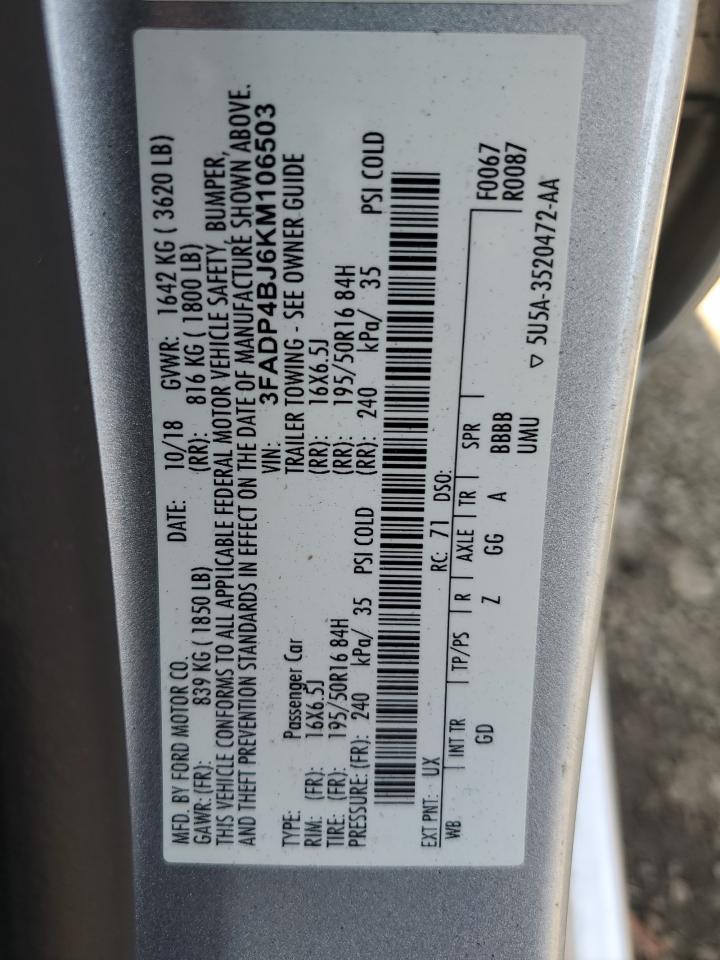 MFD. BY FORD MOTOR CO. DATE: 10/18 GVWR: 1642 KG ( 3620 LB)
GAWR: (FR): 839 KG ( 1850 LB) (RR): 816 KG ( 1800 LB)
THIS VEHICLE CONFORMS TO ALL APPLICABLE FEDERAL MOTOR VEHICLE SAFETY, BUMPER,
AND THEFT PREVENTION STANDARDS IN EFFECT ON THE DATE OF MANUFACTURE SHOWN ABOVE.
VIN: 3FADP4BJ6KM106503
TYPE: Passenger Car TRAILER TOWING - SEE OWNER GUIDE
RIM: (FR): 16X6.5J (RR): 16X6.5J
TIRE: (FR): 195/50R16 84H (RR): 195/50R16 84H
PRESSURE: (FR): 240 kPa/ 35 PSI COLD (RR): 240 kPa/ 35 PSI COLD
EXT PNT: UX RC: 71 DSO:
WB INT TR TP/PS R AXLE TR SPR F0067
GD Z GG A BBBB R0087
UMU
▽ 5U5A-3520472-AA